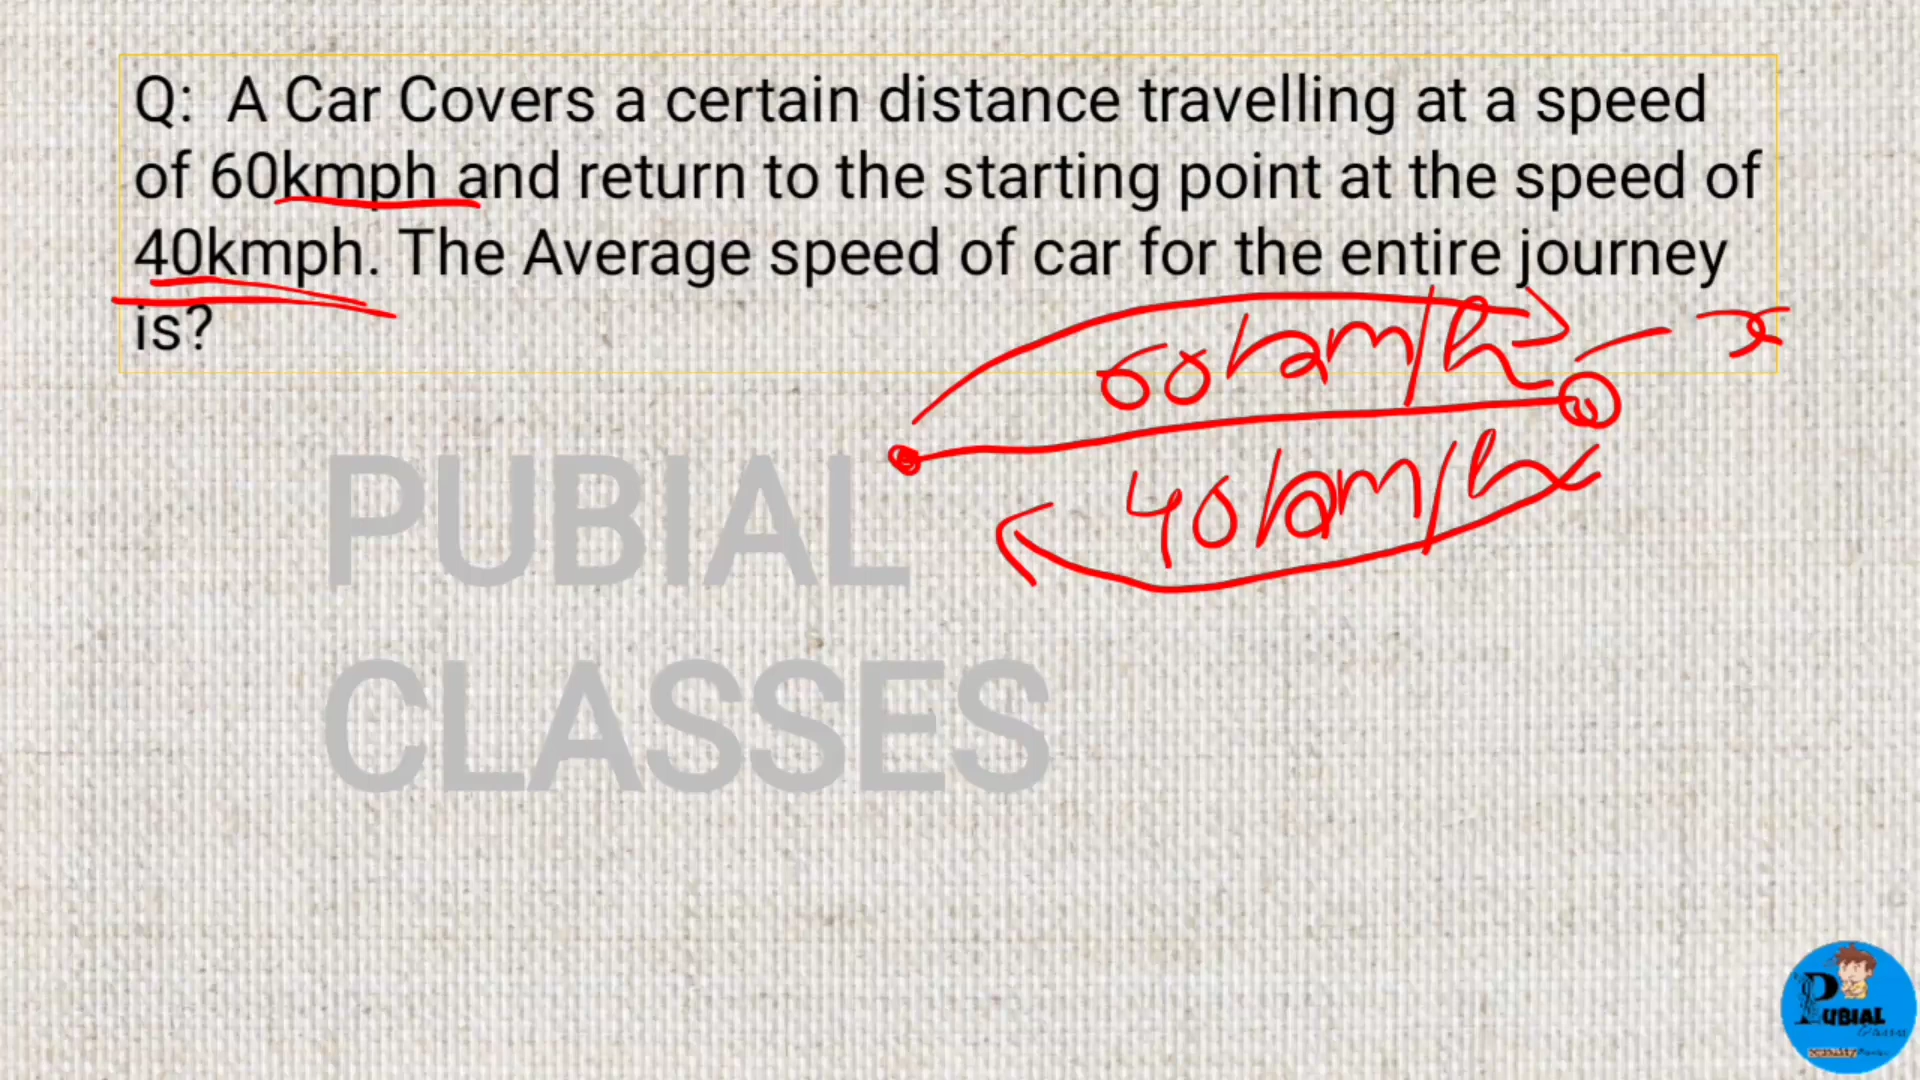 Q: A Car Covers a certain distance travelling at a speed
of 60kmph and return to the starting point at the speed of
40kmph. The Average speed of car for the entire journey
is?
60km/h
x
40km/h
PUBIAL
CLASSES
PUBIAL